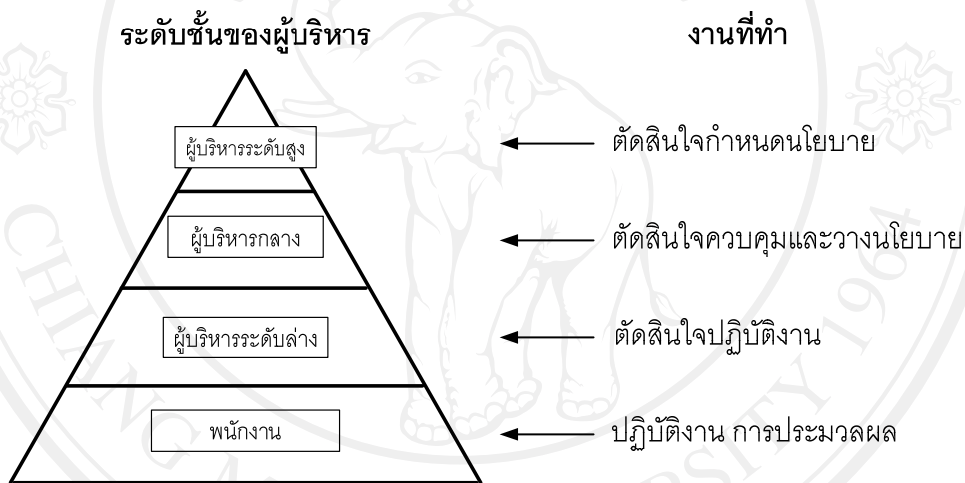 ระดับชั้นของผู้บริหาร งานที่ทำ
ผู้บริหารระดับสูง ตัดสินใจกำหนดนโยบาย
ผู้บริหารกลาง ตัดสินใจควบคุมและวางนโยบาย
ผู้บริหารระดับล่าง ตัดสินใจปฏิบัติงาน
พนักงาน ปฏิบัติงาน การประมวลผล
CHIANG M
UNIVERSITY 1964